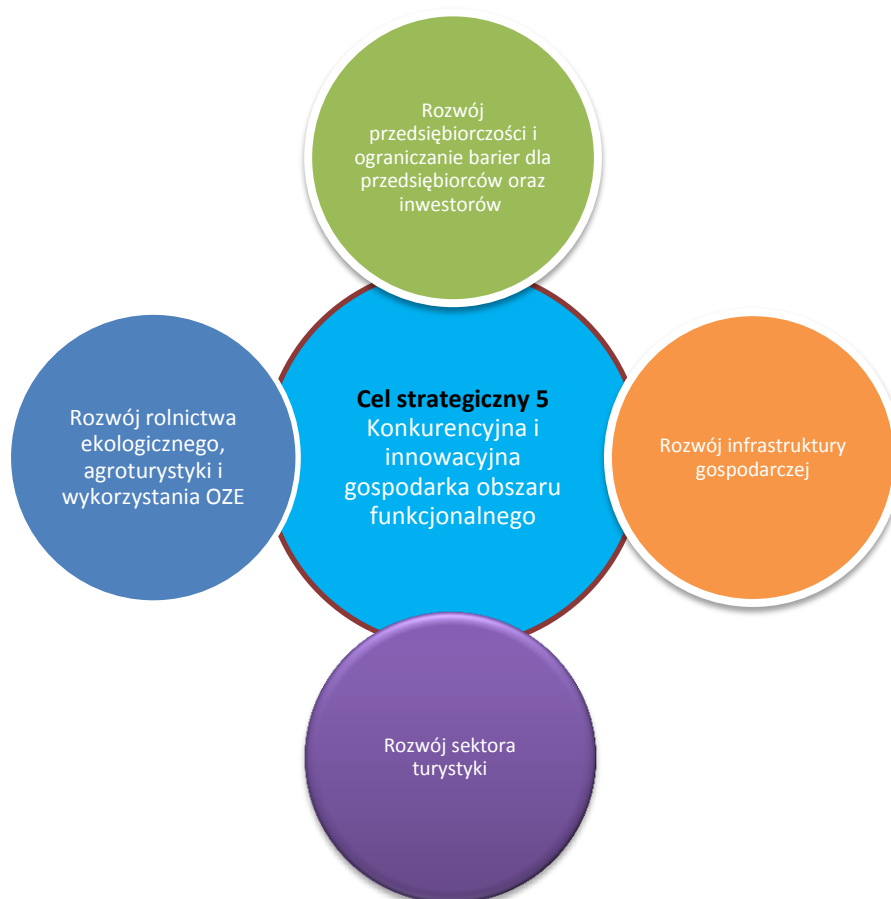 Rozwój
przedsiębiorczości i
ograniczanie barier dla
przedsiębiorców oraz
inwestorów
Cel strategiczny 5
Konkurencyjna i
innowacyjna
gospodarka obszaru
funkcjonalnego
Rozwój rolnictwa
ekologicznego,
agroturystyki i
wykorzystania OZE
Rozwój infrastruktury
gospodarczej
Rozwój sektora
turystyki